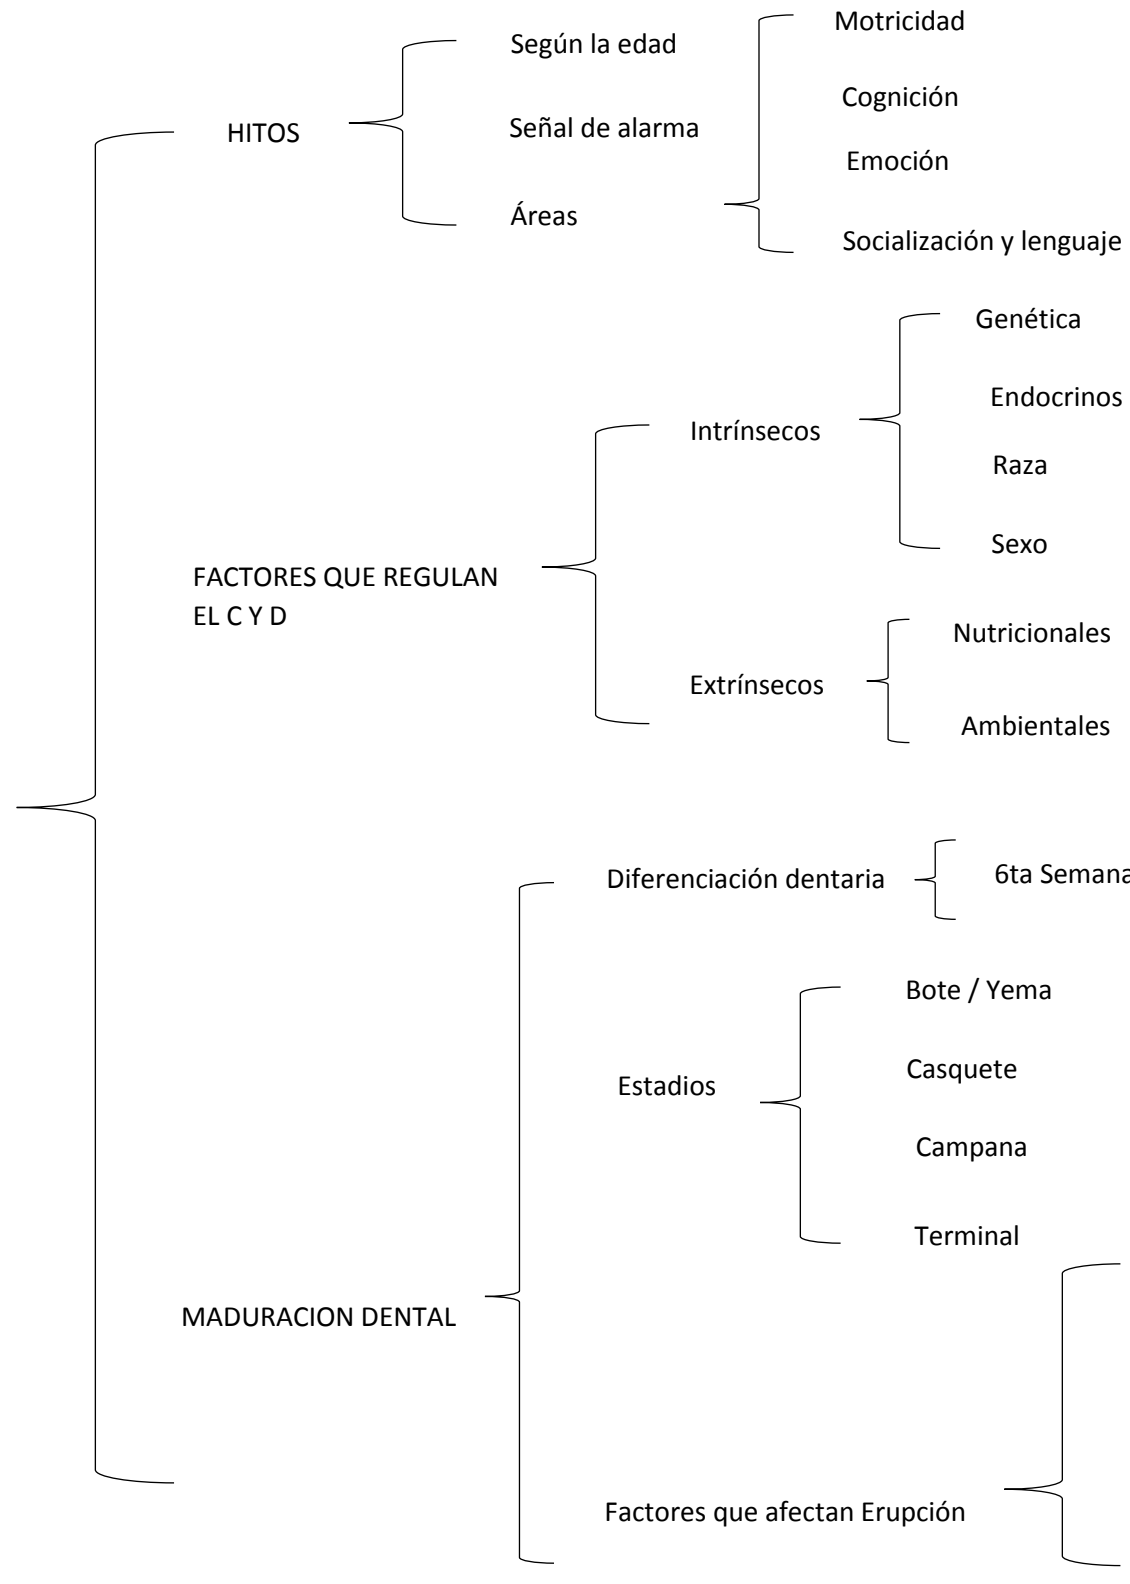 HITOS
Según la edad
Señal de alarma
Áreas
Motricidad
Cognición
Emoción
Socialización y lenguaje
FACTORES QUE REGULAN
EL C Y D
Intrínsecos
Genética
Endocrinos
Raza
Sexo
Extrínsecos
Nutricionales
Ambientales
MADURACION DENTAL
Diferenciación dentaria
6ta Semana
Estadios
Bote / Yema
Casquete
Campana
Terminal
Factores que afectan Erupción